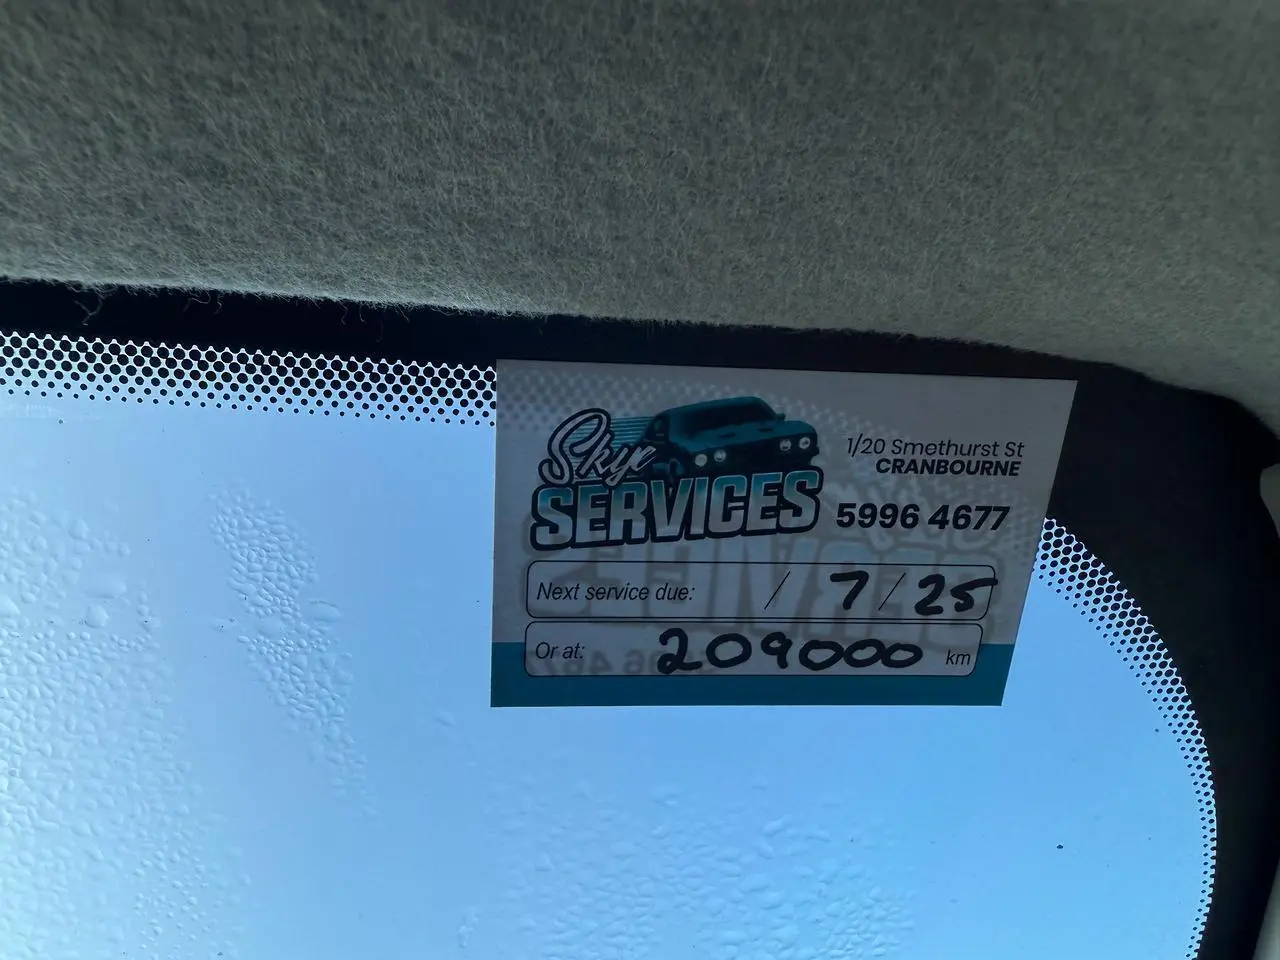 Skye
SERVICES
1/20 Smethurst St
CRANBOURNE
5996 4677
Next service due: / 7 / 25
Or at: 209000 km